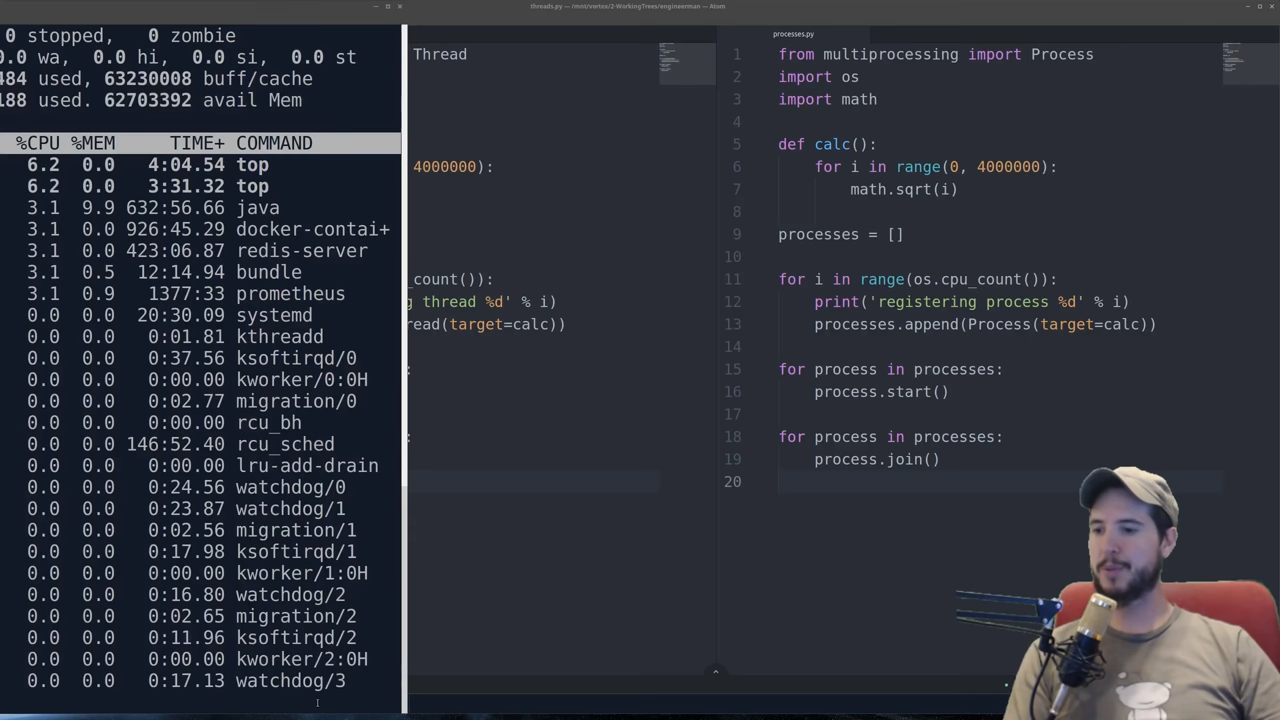 threads.py — /mnt/vortex/2-WorkingTrees/engineerman — Atom
0 stopped, 0 zombie
0.0 wa, 0.0 hi, 0.0 si, 0.0 st
484 used, 63230008 buff/cache
188 used. 62703392 avail Mem
%CPU %MEM TIME+ COMMAND
6.2 0.0 4:04.54 top
6.2 0.0 3:31.32 top
3.1 9.9 632:56.66 java
3.1 0.0 926:45.29 docker-contai+
3.1 0.0 423:06.87 redis-server
3.1 0.5 12:14.94 bundle
3.1 0.9 1377:33 prometheus
0.0 0.0 20:30.09 systemd
0.0 0.0 0:01.81 kthreadd
0.0 0.0 0:37.56 ksoftirqd/0
0.0 0.0 0:00.00 kworker/0:0H
0.0 0.0 0:02.77 migration/0
0.0 0.0 0:00.00 rcu_bh
0.0 0.0 146:52.40 rcu_sched
0.0 0.0 0:00.00 lru-add-drain
0.0 0.0 0:24.56 watchdog/0
0.0 0.0 0:23.87 watchdog/1
0.0 0.0 0:02.56 migration/1
0.0 0.0 0:17.98 ksoftirqd/1
0.0 0.0 0:00.00 kworker/1:0H
0.0 0.0 0:16.80 watchdog/2
0.0 0.0 0:02.65 migration/2
0.0 0.0 0:11.96 ksoftirqd/2
0.0 0.0 0:00.00 kworker/2:0H
0.0 0.0 0:17.13 watchdog/3
Thread
4000000):
_count()):
g thread %d' % i)
read(target=calc))
:
:
processes.py
1 from multiprocessing import Process
2 import os
3 import math
4
5 def calc():
6 for i in range(0, 4000000):
7 math.sqrt(i)
8
9 processes = []
10
11 for i in range(os.cpu_count()):
12 print('registering process %d' % i)
13 processes.append(Process(target=calc))
14
15 for process in processes:
16 process.start()
17
18 for process in processes:
19 process.join()
20